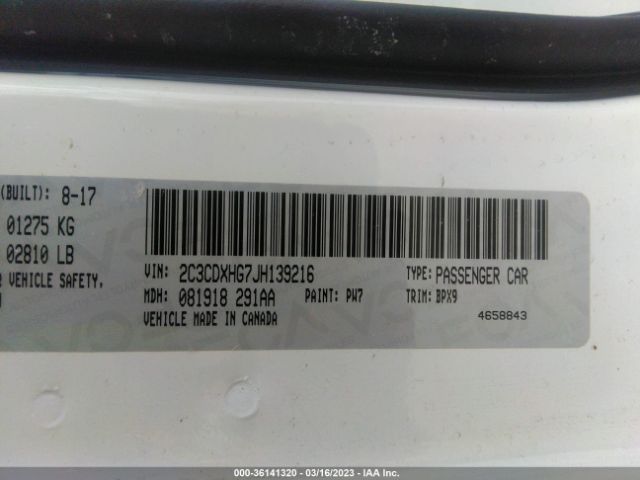 (BUILT): 8-17
01275 KG
02810 LB
VEHICLE SAFETY,
VIN: 2C3CDXHG7JH139216 TYPE: PASSENGER CAR
MDH: 081918 291AA PAINT: PW7 TRIM: BPX9
VEHICLE MADE IN CANADA 4658843
000-36141320 - 03/16/2023 - IAA Inc.